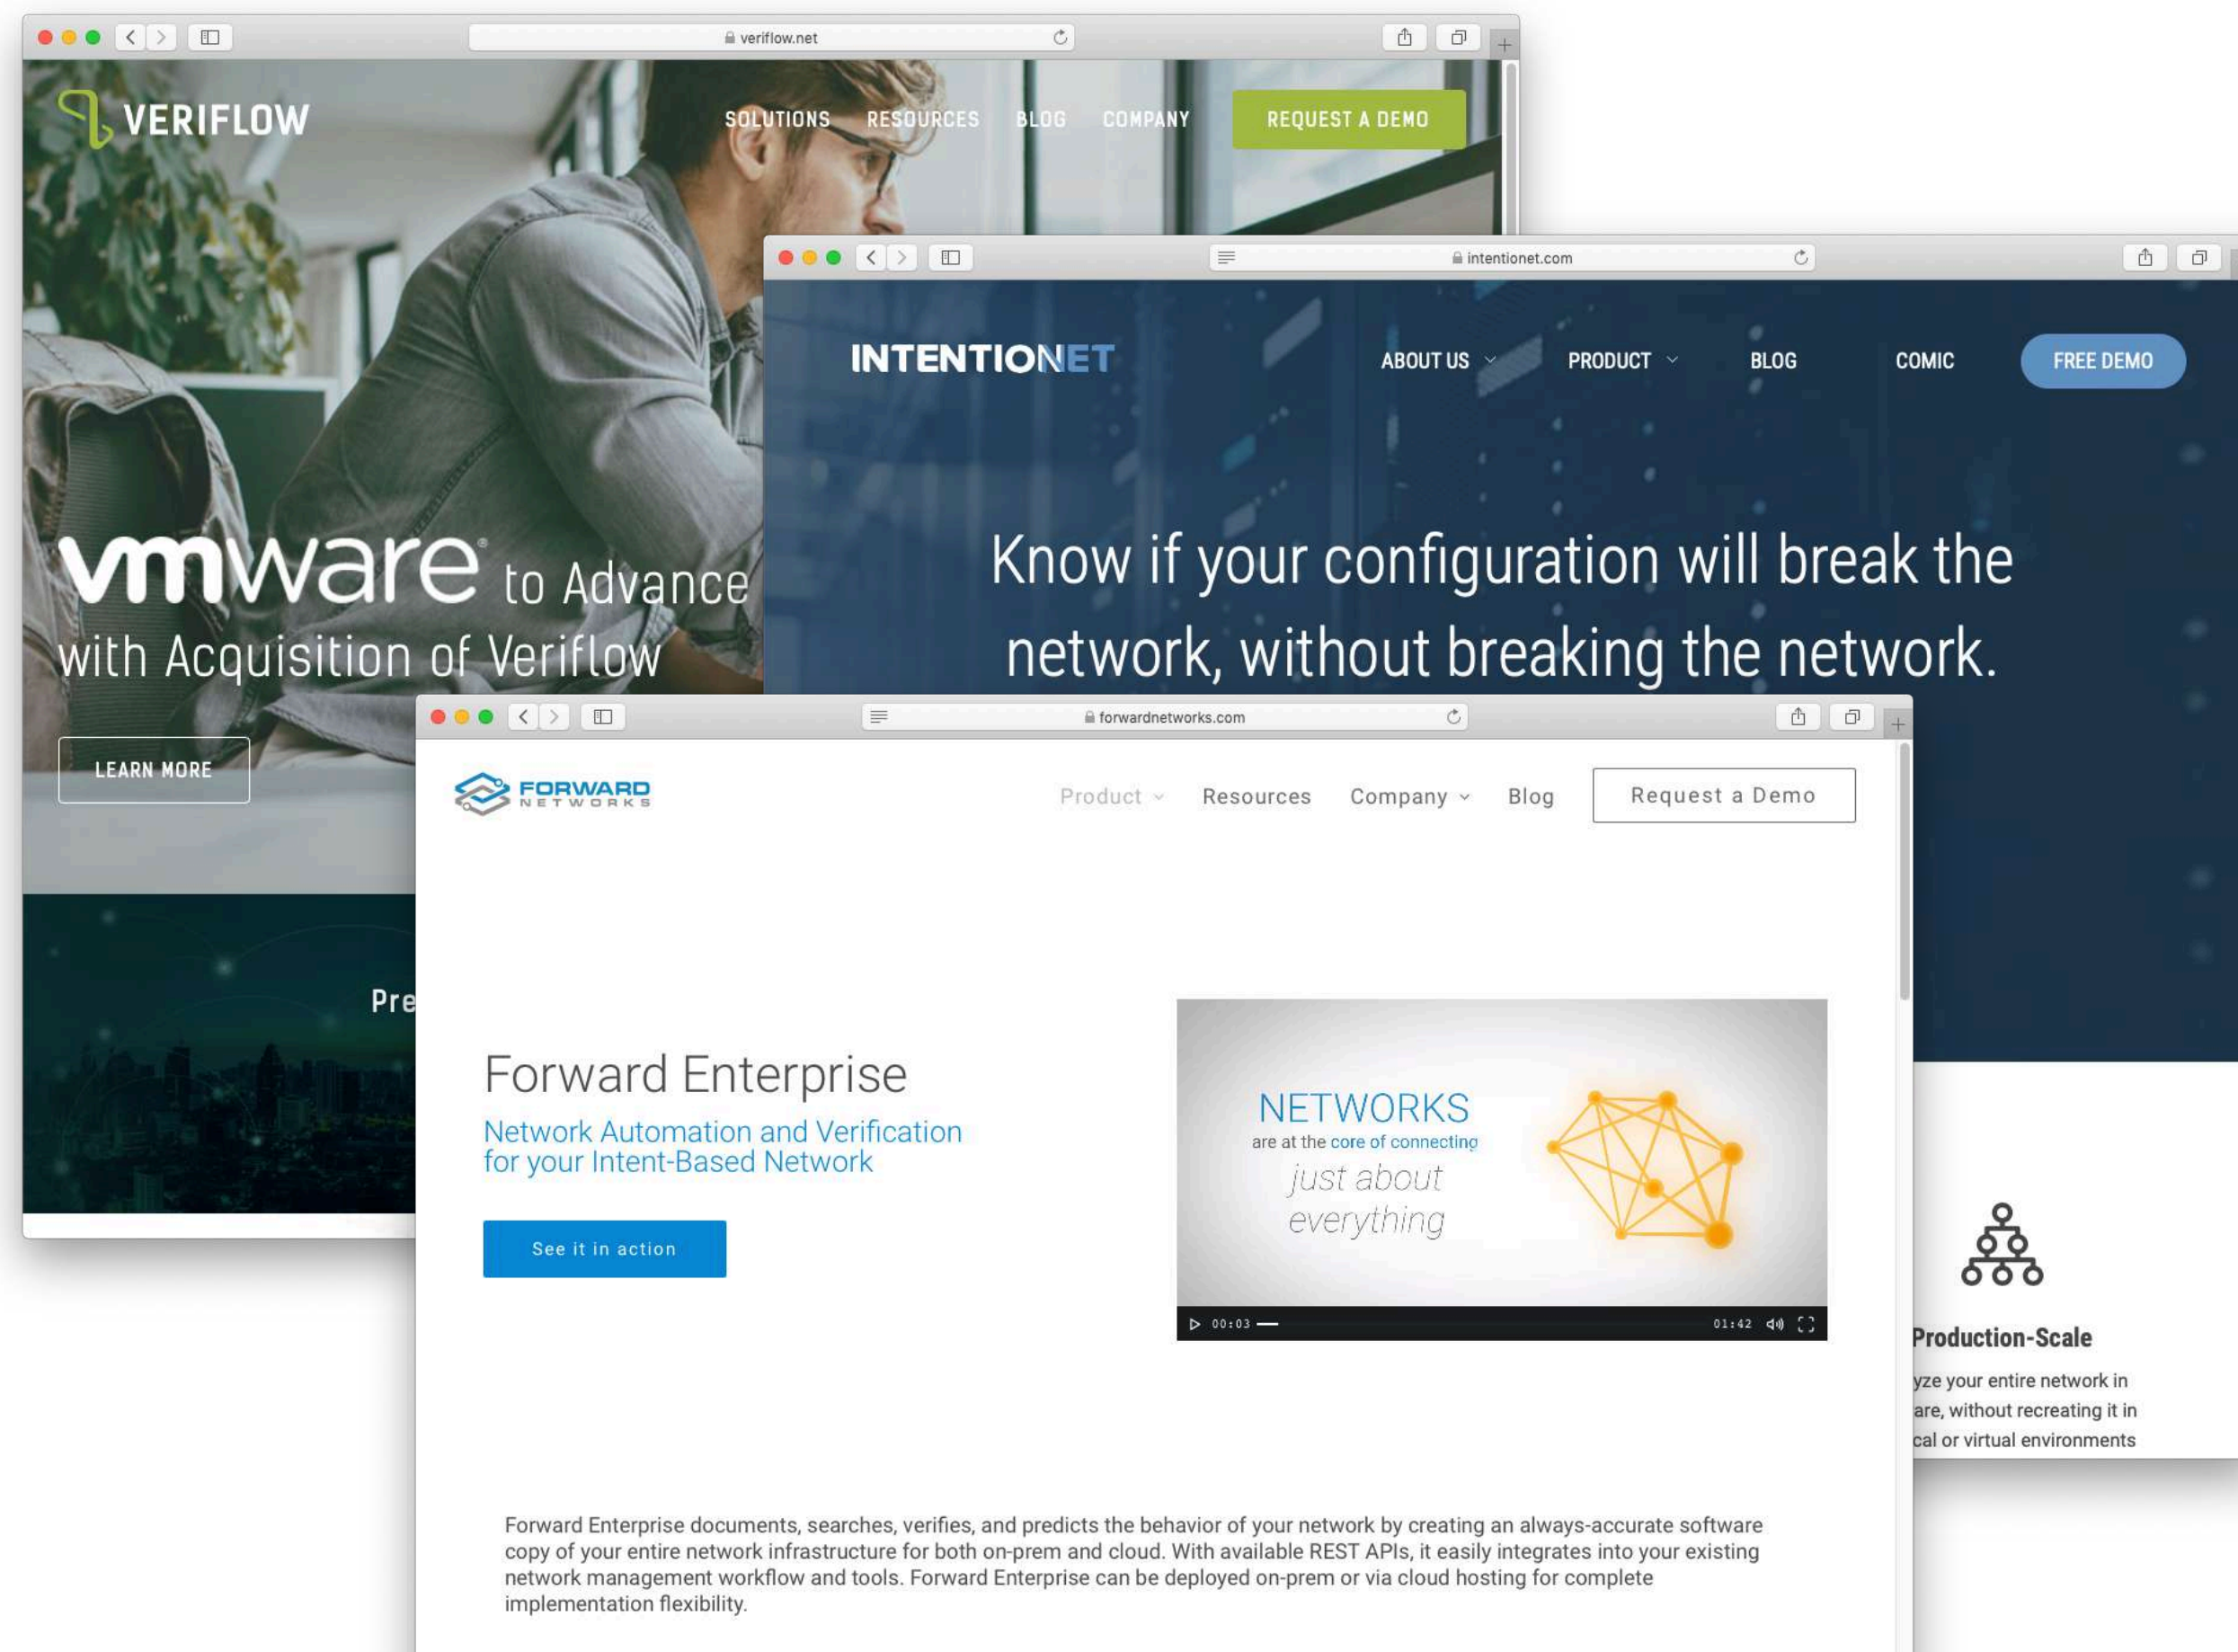 veriflow.net
VERIFLOW
SOLUTIONS RESOURCES BLOG COMPANY REQUEST A DEMO
vmware® to Advance
with Acquisition of Veriflow
LEARN MORE
Pre
intentionet.com
INTENTIONET
ABOUT US PRODUCT BLOG COMIC FREE DEMO
Know if your configuration will break the
network, without breaking the network.
Production-Scale
yze your entire network in
are, without recreating it in
cal or virtual environments
forwardnetworks.com
FORWARD
NETWORKS
Product Resources Company Blog Request a Demo
Forward Enterprise
Network Automation and Verification
for your Intent-Based Network
See it in action
NETWORKS
are at the core of connecting
just about
everything
00:03 01:42
Forward Enterprise documents, searches, verifies, and predicts the behavior of your network by creating an always-accurate software
copy of your entire network infrastructure for both on-prem and cloud. With available REST APIs, it easily integrates into your existing
network management workflow and tools. Forward Enterprise can be deployed on-prem or via cloud hosting for complete
implementation flexibility.